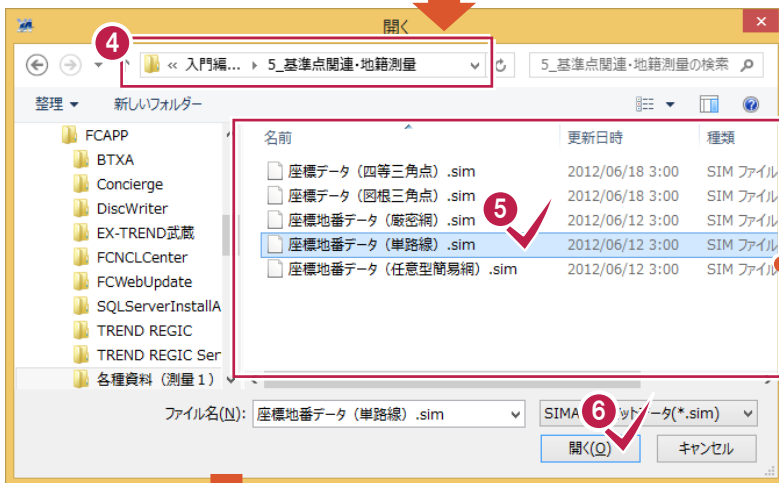 開く
4
« 入門編... ▸ 5_基準点関連・地籍測量
5_基準点関連・地籍測量の検索
整理
新しいフォルダー
FCAPP
BTXA
Concierge
DiscWriter
EX-TREND武蔵
FCNCLCenter
FCWebUpdate
SQLServerInstallA
TREND REGIC
TREND REGIC Ser
各種資料（測量１）
名前 更新日時 種類
座標データ（四等三角点）.sim 2012/06/18 3:00 SIM ファイル
座標データ（図根三角点）.sim 2012/06/18 3:00 SIM ファイル
座標地番データ（厳密網）.sim 2012/06/12 3:00 SIM ファイル
5
座標地番データ（単路線）.sim 2012/06/12 3:00 SIM ファイル
座標地番データ（任意型簡易網）.sim 2012/06/12 3:00 SIM ファイル
ファイル名(N): 座標地番データ（単路線）.sim
SIMA
6
データ(*.sim)
開く(O)
キャンセル